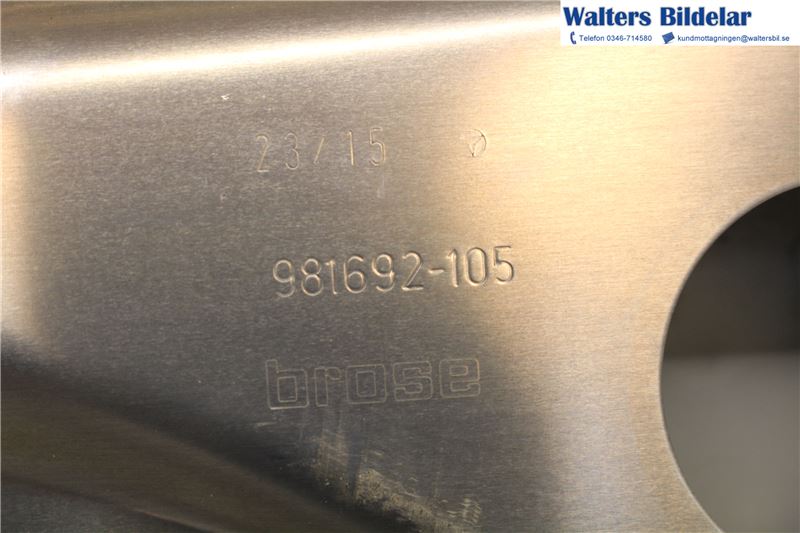 Walters Bildelar
Telefon 0346-714580 kundmottagningen@waltersbil.se
23/15
981692-105
brose